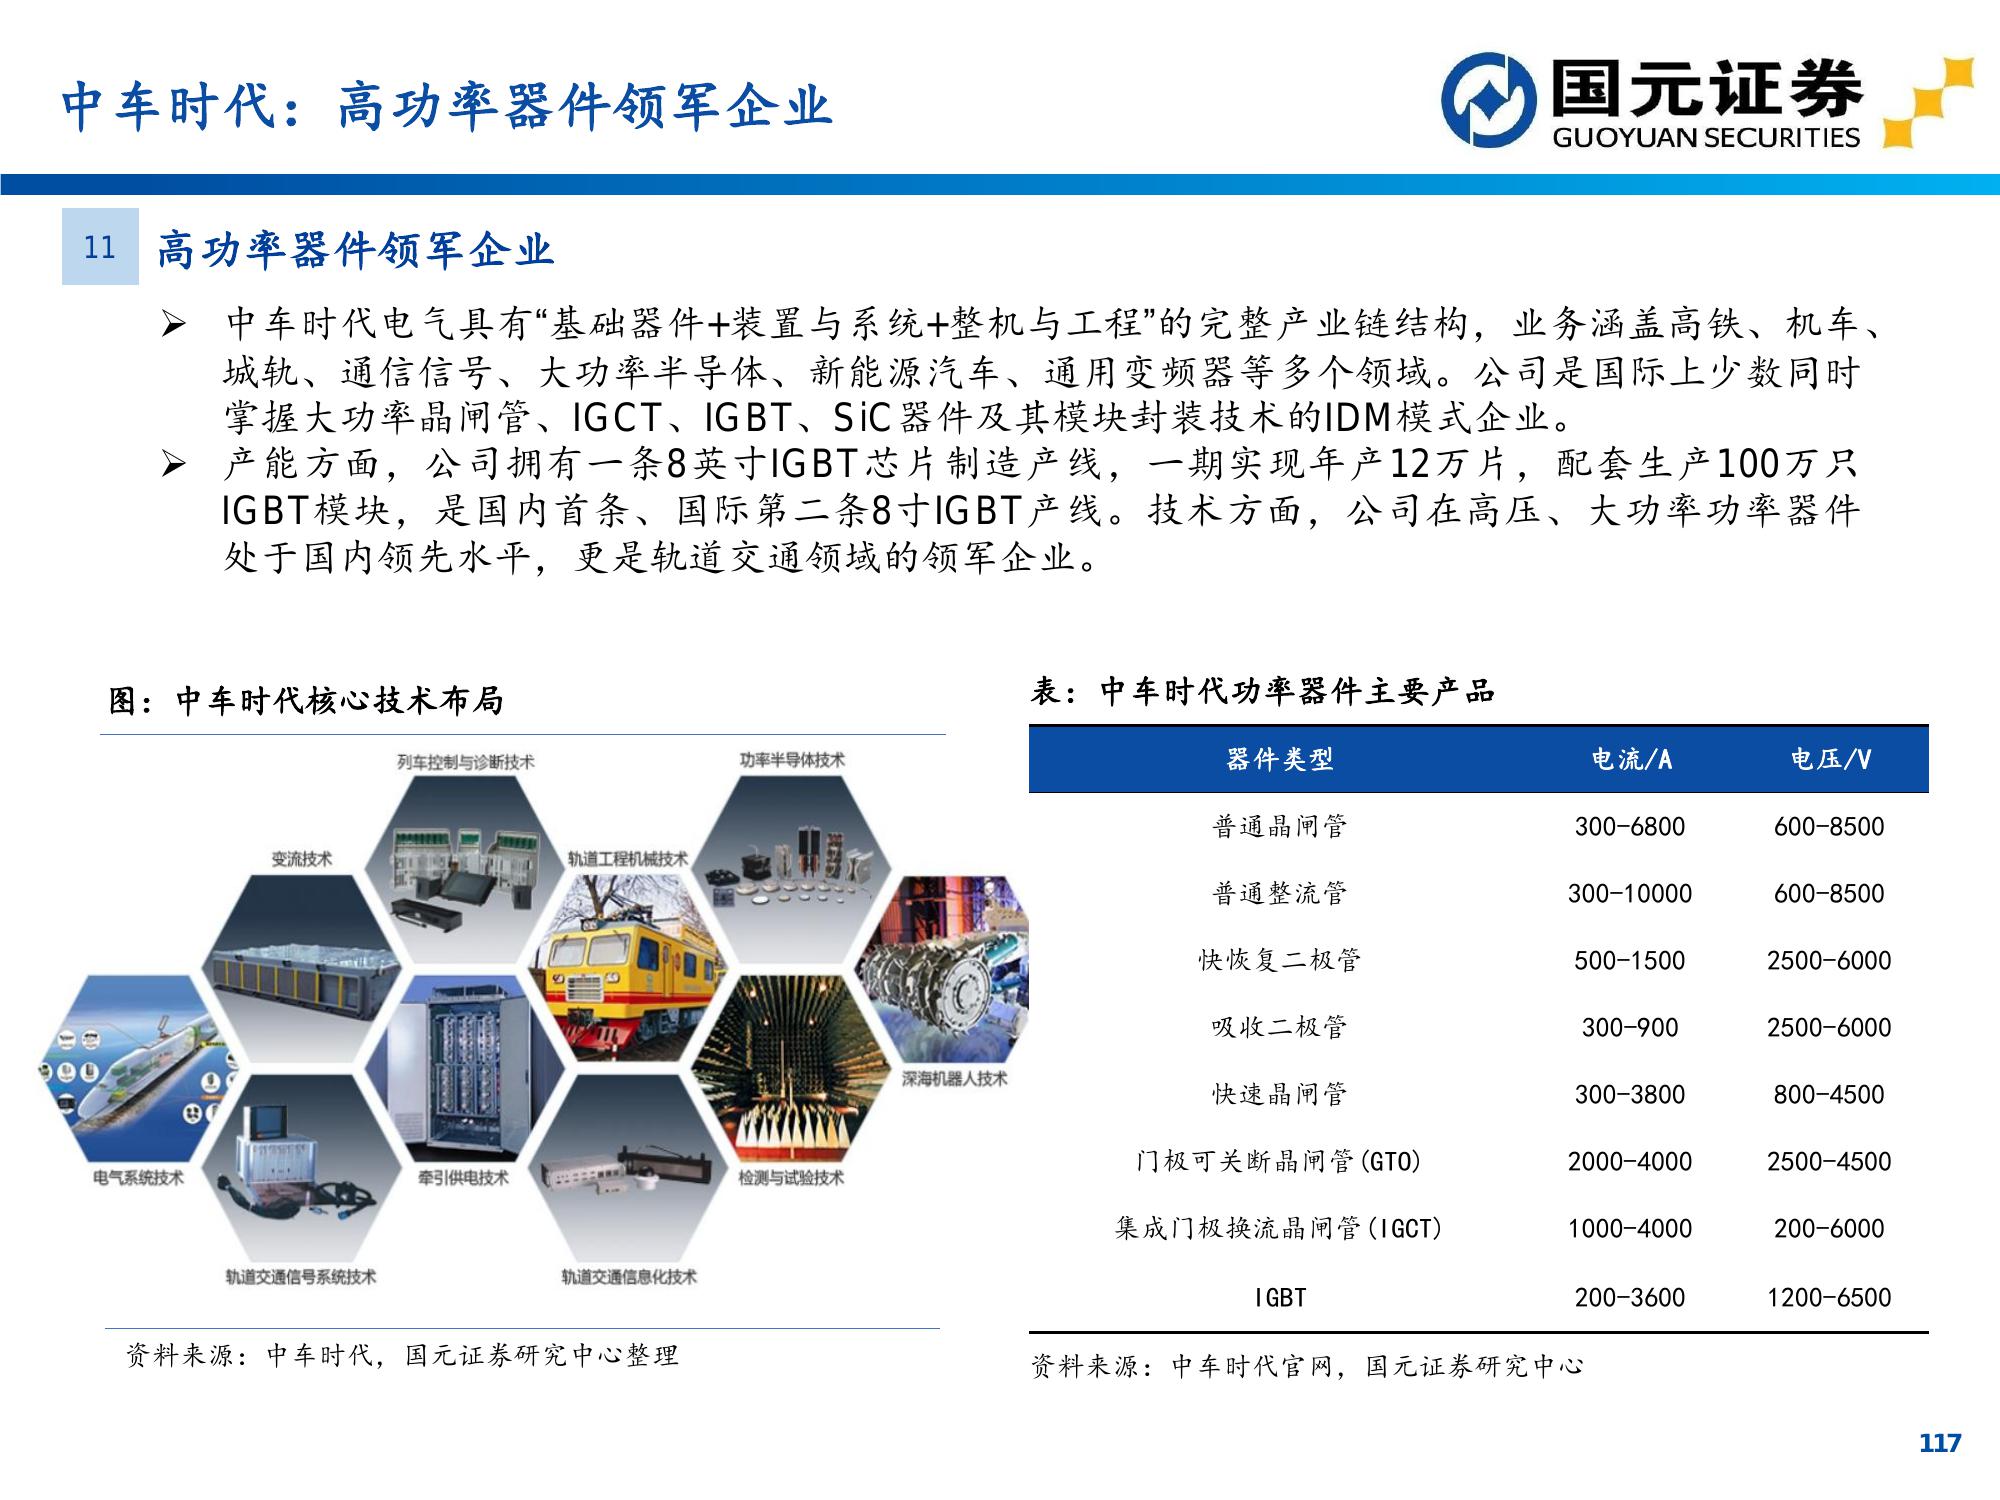 中车时代：高功率器件领军企业
国元证券
GUOYUAN SECURITIES
11
高功率器件领军企业
➢ 中车时代电气具有“基础器件+装置与系统+整机与工程”的完整产业链结构，业务涵盖高铁、机车、
城轨、通信信号、大功率半导体、新能源汽车、通用变频器等多个领域。公司是国际上少数同时
掌握大功率晶闸管、IGCT、IGBT、SiC器件及其模块封装技术的IDM模式企业。
➢ 产能方面，公司拥有一条8英寸IGBT芯片制造产线，一期实现年产12万片，配套生产100万只
IGBT模块，是国内首条、国际第二条8寸IGBT产线。技术方面，公司在高压、大功率功率器件
处于国内领先水平，更是轨道交通领域的领军企业。
图：中车时代核心技术布局
列车控制与诊断技术
功率半导体技术
变流技术
轨道工程机械技术
深海机器人技术
电气系统技术
牵引供电技术
检测与试验技术
轨道交通信号系统技术
轨道交通信息化技术
资料来源：中车时代，国元证券研究中心整理
表：中车时代功率器件主要产品
器件类型 电流/A 电压/V
普通晶闸管 300-6800 600-8500
普通整流管 300-10000 600-8500
快恢复二极管 500-1500 2500-6000
吸收二极管 300-900 2500-6000
快速晶闸管 300-3800 800-4500
门极可关断晶闸管(GTO) 2000-4000 2500-4500
集成门极换流晶闸管(IGCT) 1000-4000 200-6000
IGBT 200-3600 1200-6500
资料来源：中车时代官网，国元证券研究中心
117